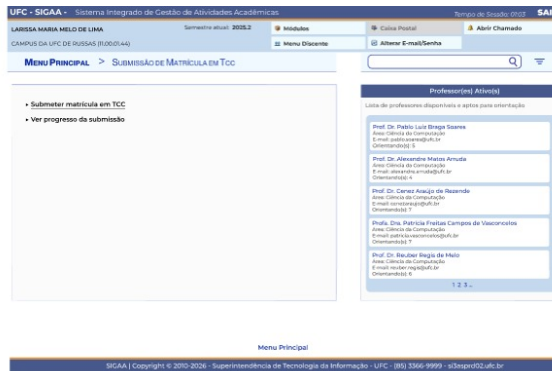 UFC - SIGAA - Sistema Integrado de Gestão de Atividades Acadêmicas
Tempo de Sessão: 01:03
LARISSA MARIA MELO DE LIMA
Semestre atual: 2025.2
Módulos
Caixa Postal
Abrir Chamado
CAMPUS DA UFC DE RUSSAS (11.00.01.44)
Menu Discente
Alterar E-mail/Senha
MENU PRINCIPAL > SUBMISSÃO DE MATRÍCULA EM TCC
Submeter matrícula em TCC
Ver progresso da submissão
Professor(es) Ativo(s)
Lista de professores disponíveis e aptos para orientação
Prof. Dr. Pablo Luiz Braga Soares
Área: Ciência da Computação
E-mail: pablo.soares@ufc.br
Orientando(s): 5
Prof. Dr. Alexandre Matos Arruda
Área: Ciência da Computação
E-mail: alexandre.arruda@ufc.br
Orientando(s): 4
Prof. Dr. Cenez Araújo de Rezende
Área: Ciência da Computação
E-mail: cenezaraujo@ufc.br
Orientando(s): 7
Profa. Dra. Patrícia Freitas Campos de Vasconcelos
Área: Ciência da Computação
E-mail: patricia.vasconcelos@ufc.br
Orientando(s): 7
Prof. Dr. Reuber Regis de Melo
Área: Ciência da Computação
E-mail: reuber.regis@ufc.br
Orientando(s): 6
1 2 3 ..
Menu Principal
SIGAA | Copyright © 2010-2026 - Superintendência de Tecnologia da Informação - UFC - (85) 3366-9999 - si3asprd02.ufc.br